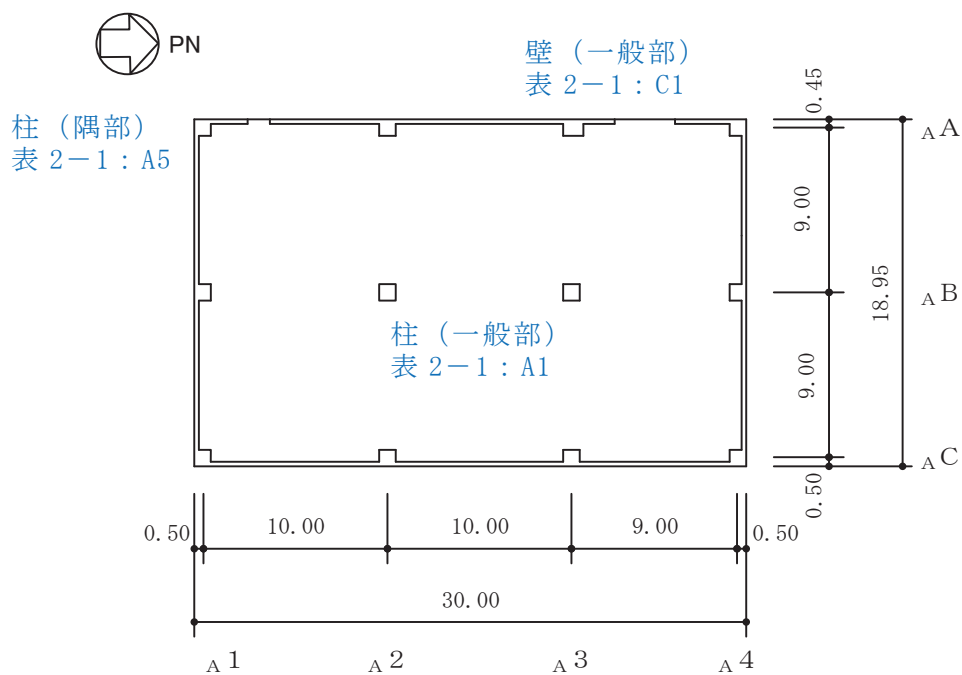 PN
壁（一般部）
表 2－1：C1
柱（隅部）
表 2－1：A5
0.45
AA
9.00
18.95
AB
柱（一般部）
表 2－1：A1
9.00
AC
0.50
0.50
10.00
10.00
9.00
0.50
30.00
A1
A2
A3
A4